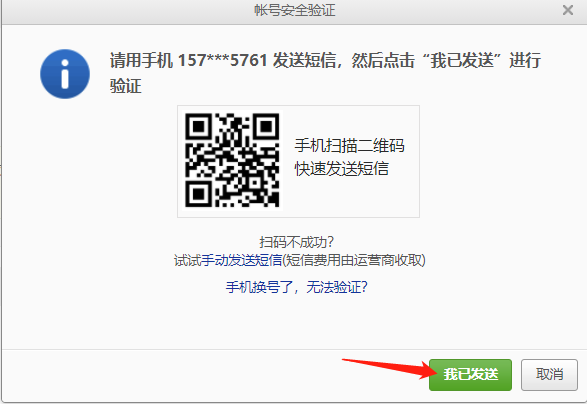 帐号安全验证
请用手机 157***5761 发送短信，然后点击“我已发送”进行
验证
手机扫描二维码
快速发送短信
扫码不成功？
试试手动发送短信(短信费用由运营商收取)
手机换号了，无法验证？
我已发送 取消